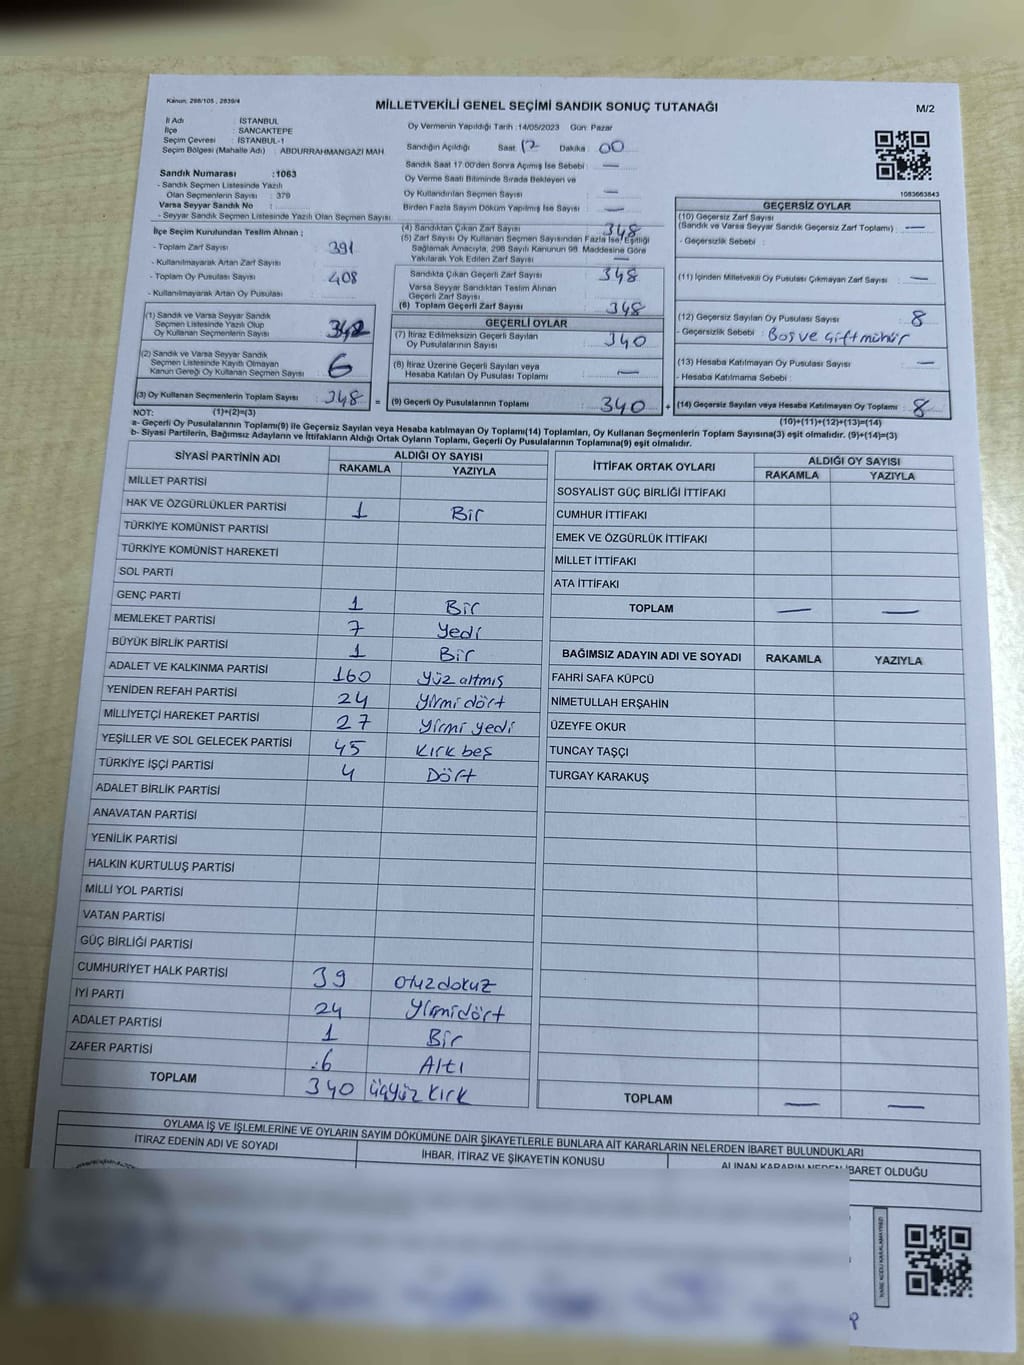 Kanun: 298/105 , 2839/4
MİLLETVEKİLİ GENEL SEÇİMİ SANDIK SONUÇ TUTANAĞI
M/2
İl Adı : İSTANBUL
İlçe : SANCAKTEPE
Seçim Çevresi : İSTANBUL-1
Seçim Bölgesi (Mahalle Adı) : ABDURRAHMANGAZİ MAH.
Sandık Numarası :1063
- Sandık Seçmen Listesinde Yazılı
Olan Seçmenlerin Sayısı : 379
Varsa Seyyar Sandık No :
- Seyyar Sandık Seçmen Listesinde Yazılı Olan Seçmen Sayısı
Oy Vermenin Yapıldığı Tarih :14/05/2023 Gün: Pazar
Sandığın Açıldığı Saat 17 Dakika : 00
Sandık Saat 17.00'den Sonra Açımış İse Sebebi : —
Oy Verme Saati Bitiminde Sırada Bekleyen ve
Oy Kullandırılan Seçmen Sayısı : —
Birden Fazla Sayım Döküm Yapılmış İse Sayısı : —
1083663843
İlçe Seçim Kurulundan Teslim Alınan ;
- Toplam Zarf Sayısı : 391
- Kullanılmayarak Artan Zarf Sayısı :
- Toplam Oy Pusulası Sayısı : 408
- Kullanılmayarak Artan Oy Pusulası :
(1) Sandık ve Varsa Seyyar Sandık
Seçmen Listesinde Yazılı Olup
Oy Kullanan Seçmenlerin Sayısı : 342
(2) Sandık ve Varsa Seyyar Sandık
Seçmen Listesinde Kayıtlı Olmayan
Kanun Gereği Oy Kullanan Seçmen Sayısı : 6
(3) Oy Kullanan Seçmenlerin Toplam Sayısı : 348 =
(4) Sandıktan Çıkan Zarf Sayısı : 348
(5) Zarf Sayısı Oy Kullanan Seçmen Sayısından Fazla İse Eşitliği
Sağlamak Amacıyla, 298 Sayılı Kanunun 98. Maddesine Göre
Yakılarak Yok Edilen Zarf Sayısı : —
Sandıkta Çıkan Geçerli Zarf Sayısı : 348
Varsa Seyyar Sandıktan Teslim Alınan
Geçerli Zarf Sayısı :
(6) Toplam Geçerli Zarf Sayısı : 348
GEÇERLİ OYLAR
(7) İtiraz Edilmeksizin Geçerli Sayılan
Oy Pusulalarının Sayısı : 340
(8) İtiraz Üzerine Geçerli Sayılan veya
Hesaba Katılan Oy Pusulası Toplamı : —
(9) Geçerli Oy Pusulalarının Toplamı : 340 +
GEÇERSİZ OYLAR
(10) Geçersiz Zarf Sayısı
(Sandık ve Varsa Seyyar Sandık Geçersiz Zarf Toplamı) : —
- Geçersizlik Sebebi :
(11) İçinden Milletvekili Oy Pusulası Çıkmayan Zarf Sayısı : —
(12) Geçersiz Sayılan Oy Pusulası Sayısı : 8
- Geçersizlik Sebebi : Boş ve Çift mühür
(13) Hesaba Katılmayan Oy Pusulası Sayısı : —
- Hesaba Katılmama Sebebi :
(14) Geçersiz Sayılan veya Hesaba Katılmayan Oy Toplamı : 8
NOT: (1)+(2)=(3)
(10)+(11)+(12)+(13)=(14)
a- Geçerli Oy Pusulalarının Toplamı(9) ile Geçersiz Sayılan veya Hesaba Katılmayan Oy Toplamı(14) Toplamları, Oy Kullanan Seçmenlerin Toplam Sayısına(3) eşit olmalıdır. (9)+(14)=(3)
b- Siyasi Partilerin, Bağımsız Adayların ve İttifakların Aldığı Ortak Oyların Toplamı, Geçerli Oy Pusulalarının Toplamına(9) eşit olmalıdır.
SİYASİ PARTİNİN ADI ALDIĞI OY SAYISI
RAKAMLA YAZIYLA
MİLLET PARTİSİ
HAK VE ÖZGÜRLÜKLER PARTİSİ 1 Bir
TÜRKİYE KOMÜNİST PARTİSİ
TÜRKİYE KOMÜNİST HAREKETİ
SOL PARTİ
GENÇ PARTİ 1 Bir
MEMLEKET PARTİSİ 7 Yedi
BÜYÜK BİRLİK PARTİSİ 1 Bir
ADALET VE KALKINMA PARTİSİ 160 Yüz altmış
YENİDEN REFAH PARTİSİ 24 Yirmi dört
MİLLİYETÇİ HAREKET PARTİSİ 27 Yirmi yedi
YEŞİLLER VE SOL GELECEK PARTİSİ 45 Kırk beş
TÜRKİYE İŞÇİ PARTİSİ 4 Dört
ADALET BİRLİK PARTİSİ
ANAVATAN PARTİSİ
YENİLİK PARTİSİ
HALKIN KURTULUŞ PARTİSİ
MİLLİ YOL PARTİSİ
VATAN PARTİSİ
GÜÇ BİRLİĞİ PARTİSİ
CUMHURİYET HALK PARTİSİ 39 otuzdokuz
İYİ PARTİ 24 Yirmidört
ADALET PARTİSİ 1 Bir
ZAFER PARTİSİ 6 Altı
TOPLAM 340 üçyüz kırk
İTTİFAK ORTAK OYLARI ALDIĞI OY SAYISI
RAKAMLA YAZIYLA
SOSYALİST GÜÇ BİRLİĞİ İTTİFAKI
CUMHUR İTTİFAKI
EMEK VE ÖZGÜRLÜK İTTİFAKI
MİLLET İTTİFAKI
ATA İTTİFAKI
TOPLAM — —
BAĞIMSIZ ADAYIN ADI VE SOYADI RAKAMLA YAZIYLA
FAHRİ SAFA KÜPCÜ
NİMETULLAH ERŞAHİN
ÜZEYFE OKUR
TUNCAY TAŞÇI
TURGAY KARAKUŞ
TOPLAM — —
OYLAMA İŞ VE İŞLEMLERİNE VE OYLARIN SAYIM DÖKÜMÜNE DAİR ŞİKAYETLERLE BUNLARA AİT KARARLARIN NELERDEN İBARET BULUNDUKLARI
İTİRAZ EDENİN ADI VE SOYADI İHBAR, İTİRAZ VE ŞİKAYETİN KONUSU ALINAN KARARIN NEDEN İBARET OLDUĞU